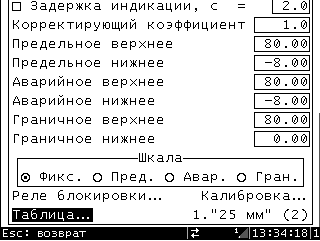 Задержка индикации, с = 2.0
Корректирующий коэффициент 1.0
Предельное верхнее 80.00
Предельное нижнее -8.00
Аварийное верхнее 80.00
Аварийное нижнее -8.00
Граничное верхнее 80.00
Граничное нижнее 0.00
Шкала
Фикс. Пред. Авар. Гран.
Реле блокировки... Калибровка...
Таблица... 1."25 мм" (2)
Esc: возврат 13:34:18 1